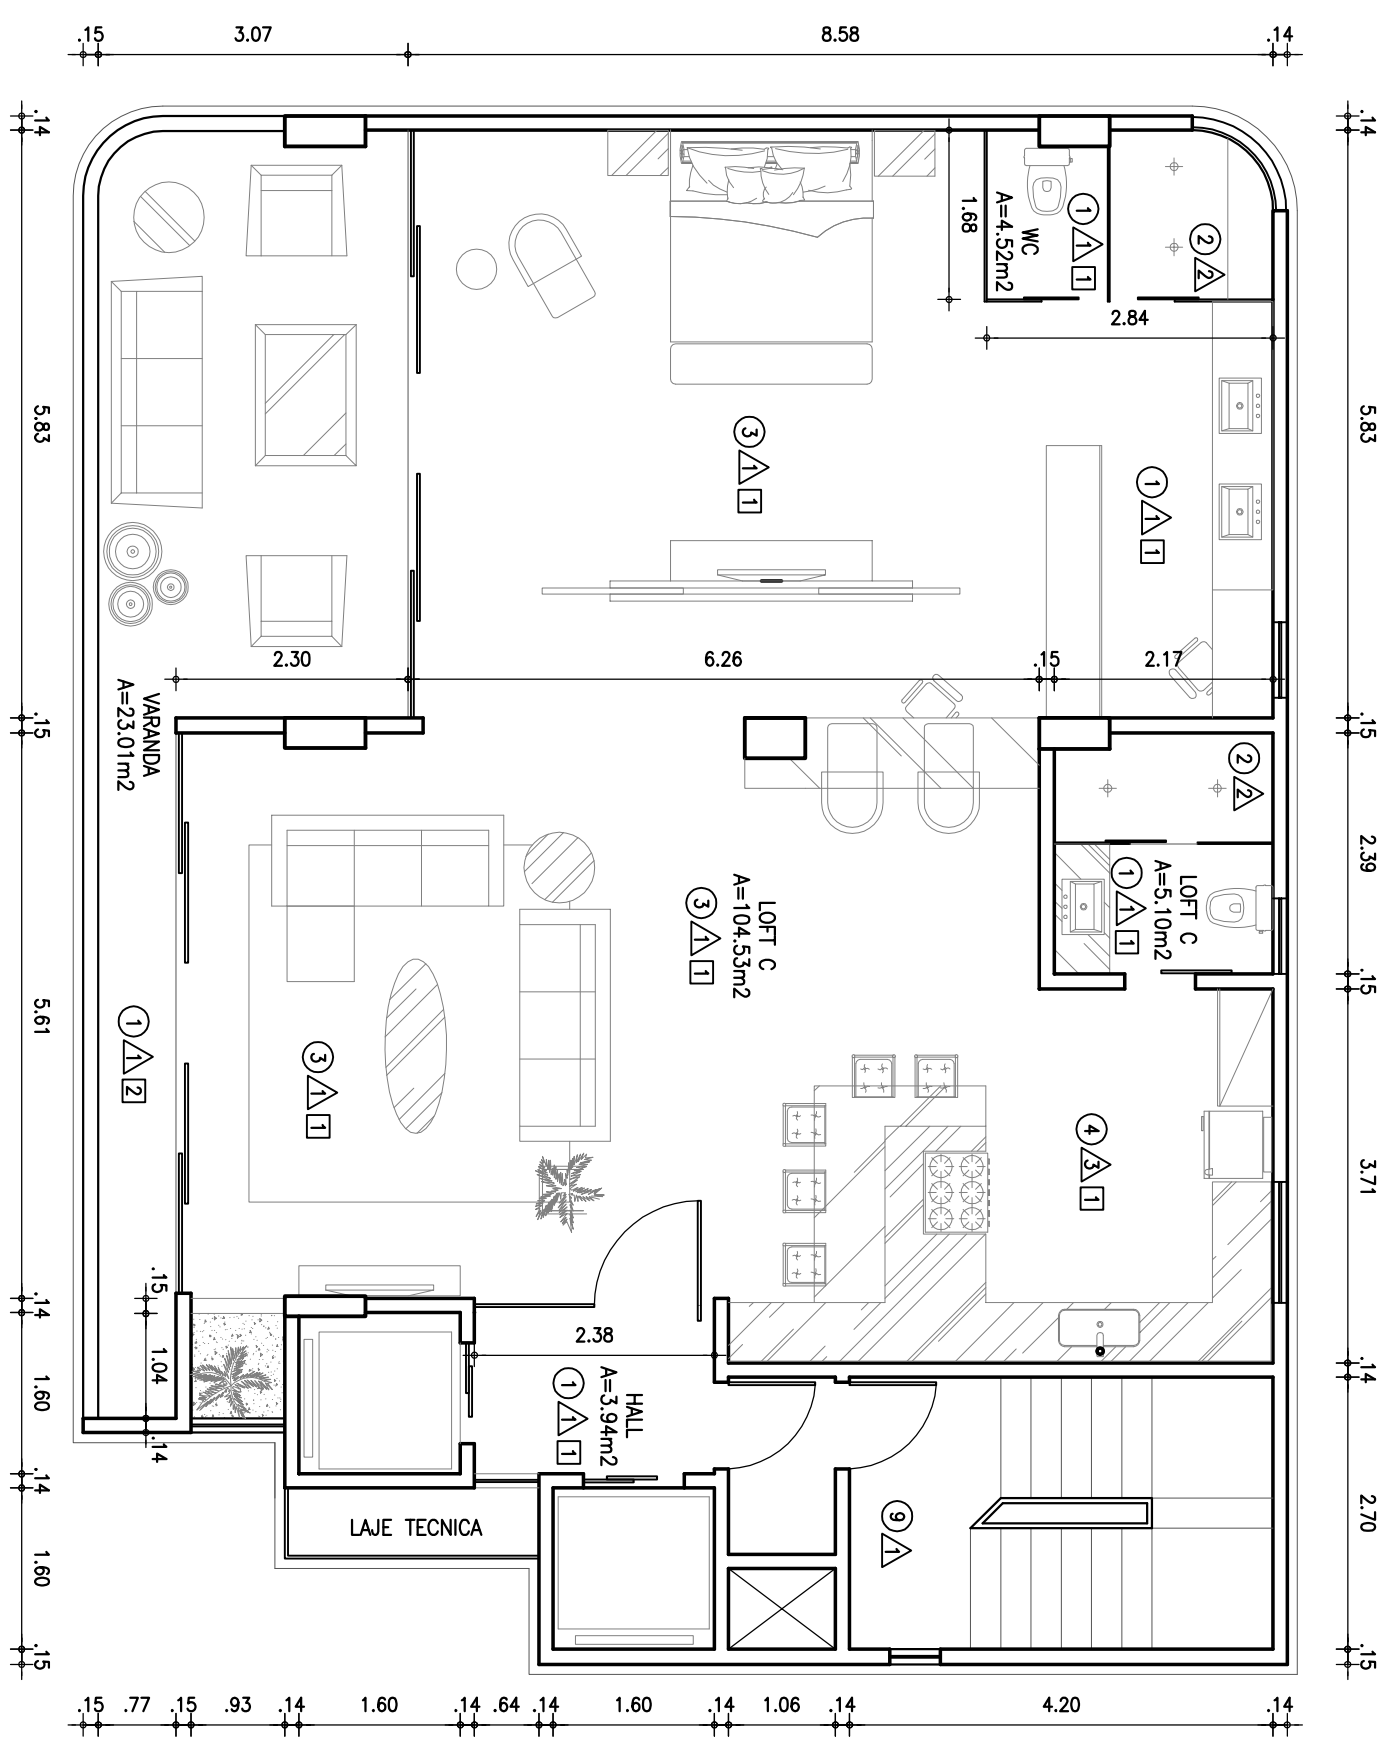 .15
3.07
8.58
.14
.14
5.83
.15
5.61
.14
1.60
.14
1.60
.15
.14
5.83
.15
2.39
.15
3.71
.14
2.70
.15
1.68
WC
A=4.52m2
1 1 1
2 2
2.84
3 1 1
1 1 1
2.30
6.26
.15
2.17
VARANDA
A=23.01m2
2 2
LOFT C
A=5.10m2
1 1 1
LOFT C
A=104.53m2
3 1 1
1 1 2
3 1 1
4 3 1
.15
1.04
.14
2.38
HALL
A=3.94m2
1 1 1
9 1
LAJE TECNICA
.15
.77
.15
.93
.14
1.60
.14
.64
.14
1.60
.14
1.06
.14
4.20
.14